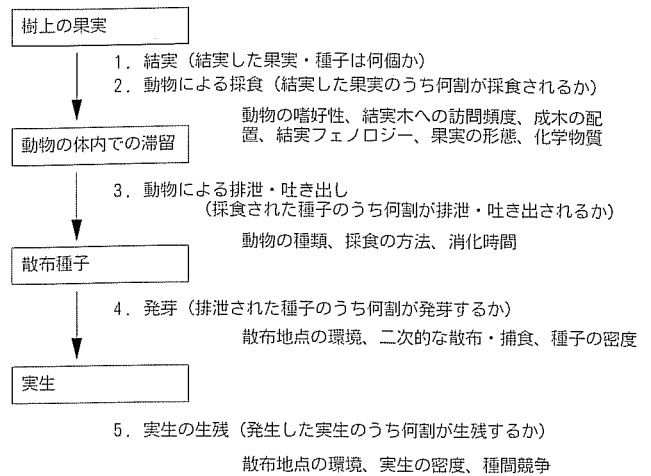 樹上の果実
1. 結実（結実した果実・種子は何個か）
2. 動物による採食（結実した果実のうち何割が採食されるか）
動物の嗜好性、結実木への訪問頻度、成木の配
置、結実フェノロジー、果実の形態、化学物質
動物の体内での滞留
3. 動物による排泄・吐き出し
（採食された種子のうち何割が排泄・吐き出されるか）
動物の種類、採食の方法、消化時間
散布種子
4. 発芽（排泄された種子のうち何割が発芽するか）
散布地点の環境、二次的な散布・捕食、種子の密度
実生
5. 実生の生残（発生した実生のうち何割が生残するか）
散布地点の環境、実生の密度、種間競争